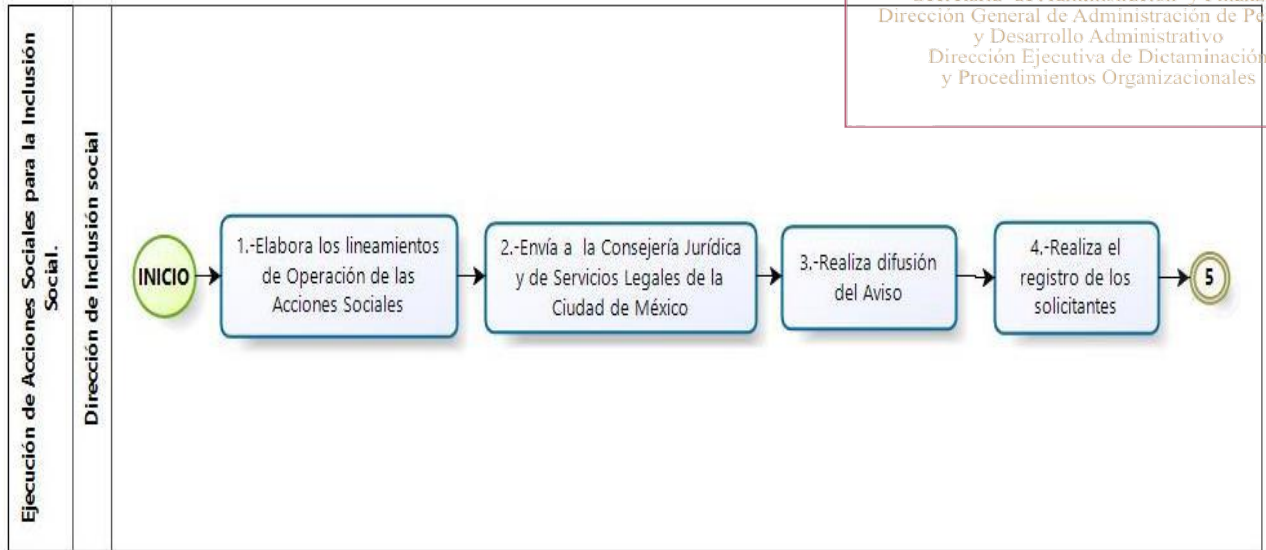 Dirección General de Administración de Pe
y Desarrollo Administrativo
Dirección Ejecutiva de Dictaminación
y Procedimientos Organizacionales
Ejecución de Acciones Sociales para la Inclusión
Social.
Dirección de Inclusión social
INICIO
1.-Elabora los lineamientos
de Operación de las
Acciones Sociales
2.-Envía a la Consejería Jurídica
y de Servicios Legales de la
Ciudad de México
3.-Realiza difusión
del Aviso
4.-Realiza el
registro de los
solicitantes
5